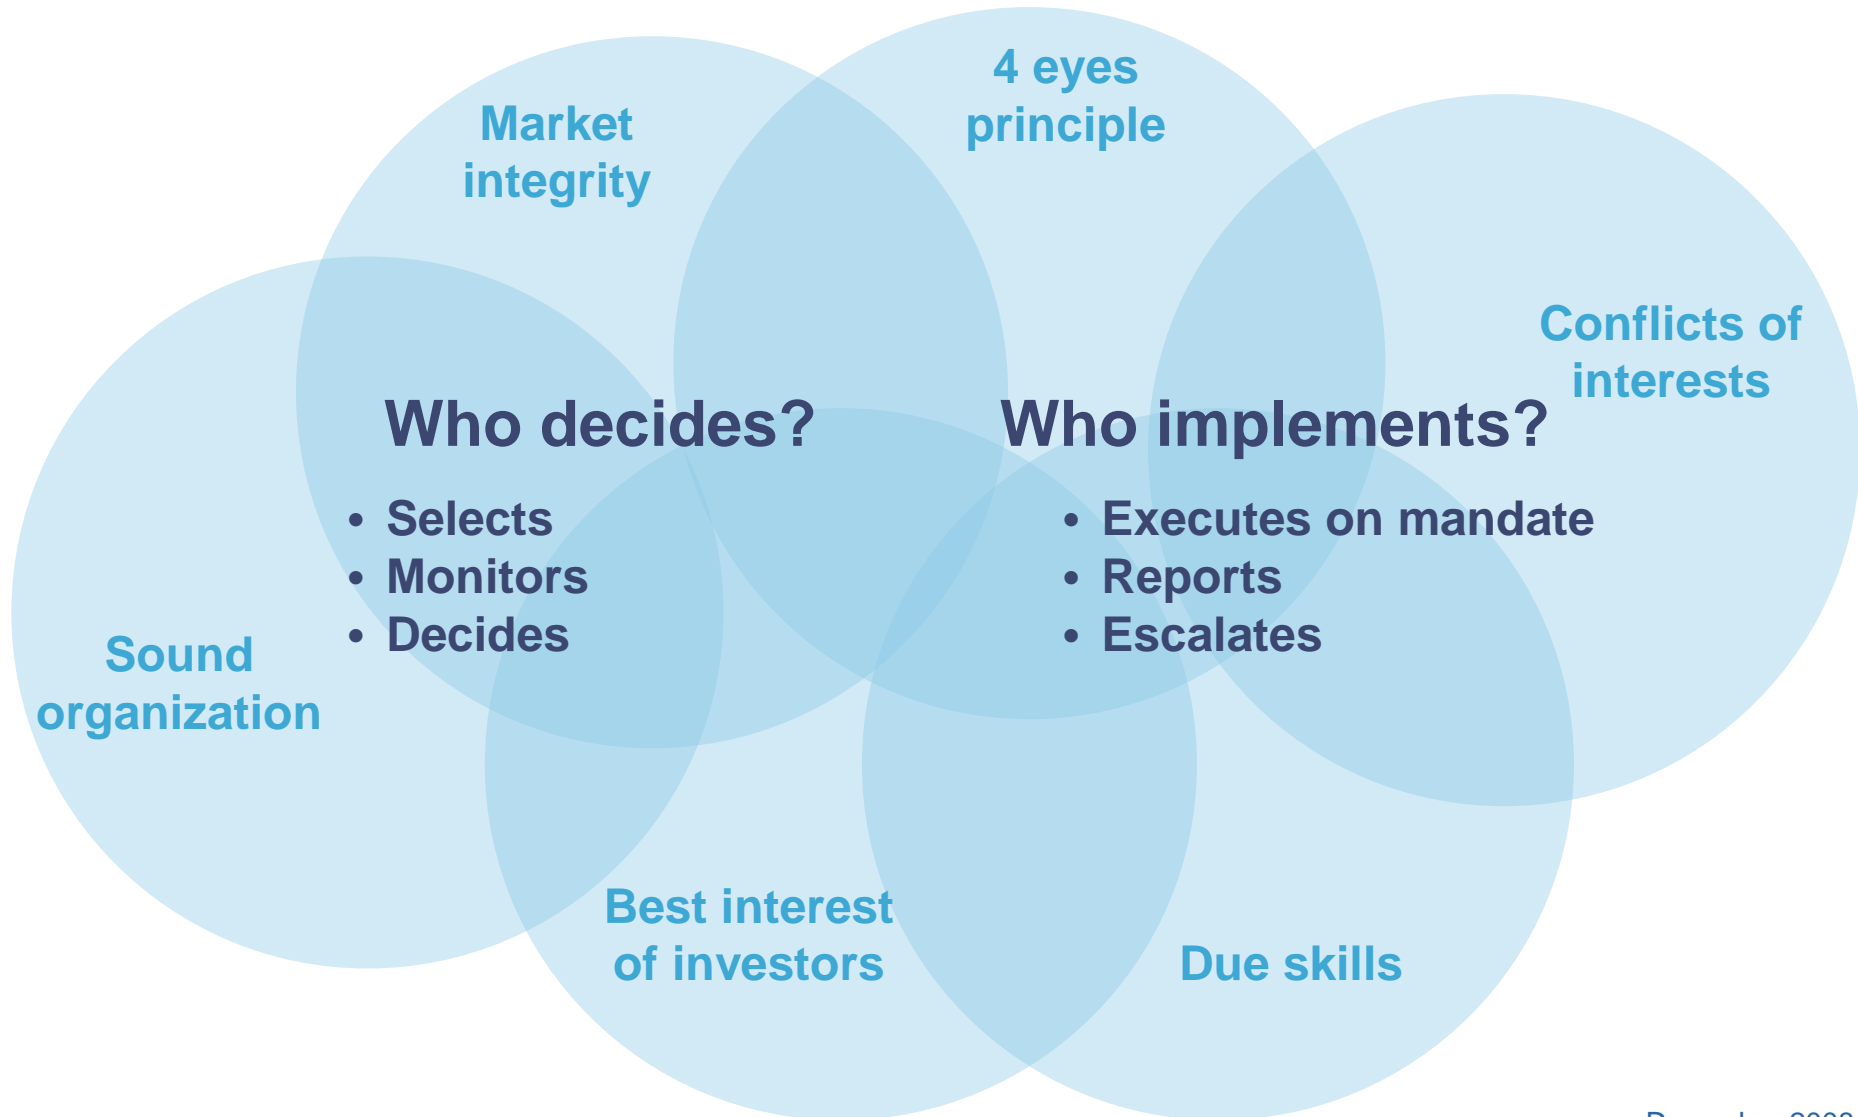 4 eyes
principle
Market
integrity
Conflicts of
interests
Who decides?
• Selects
• Monitors
• Decides
Who implements?
• Executes on mandate
• Reports
• Escalates
Sound
organization
Best interest
of investors
Due skills